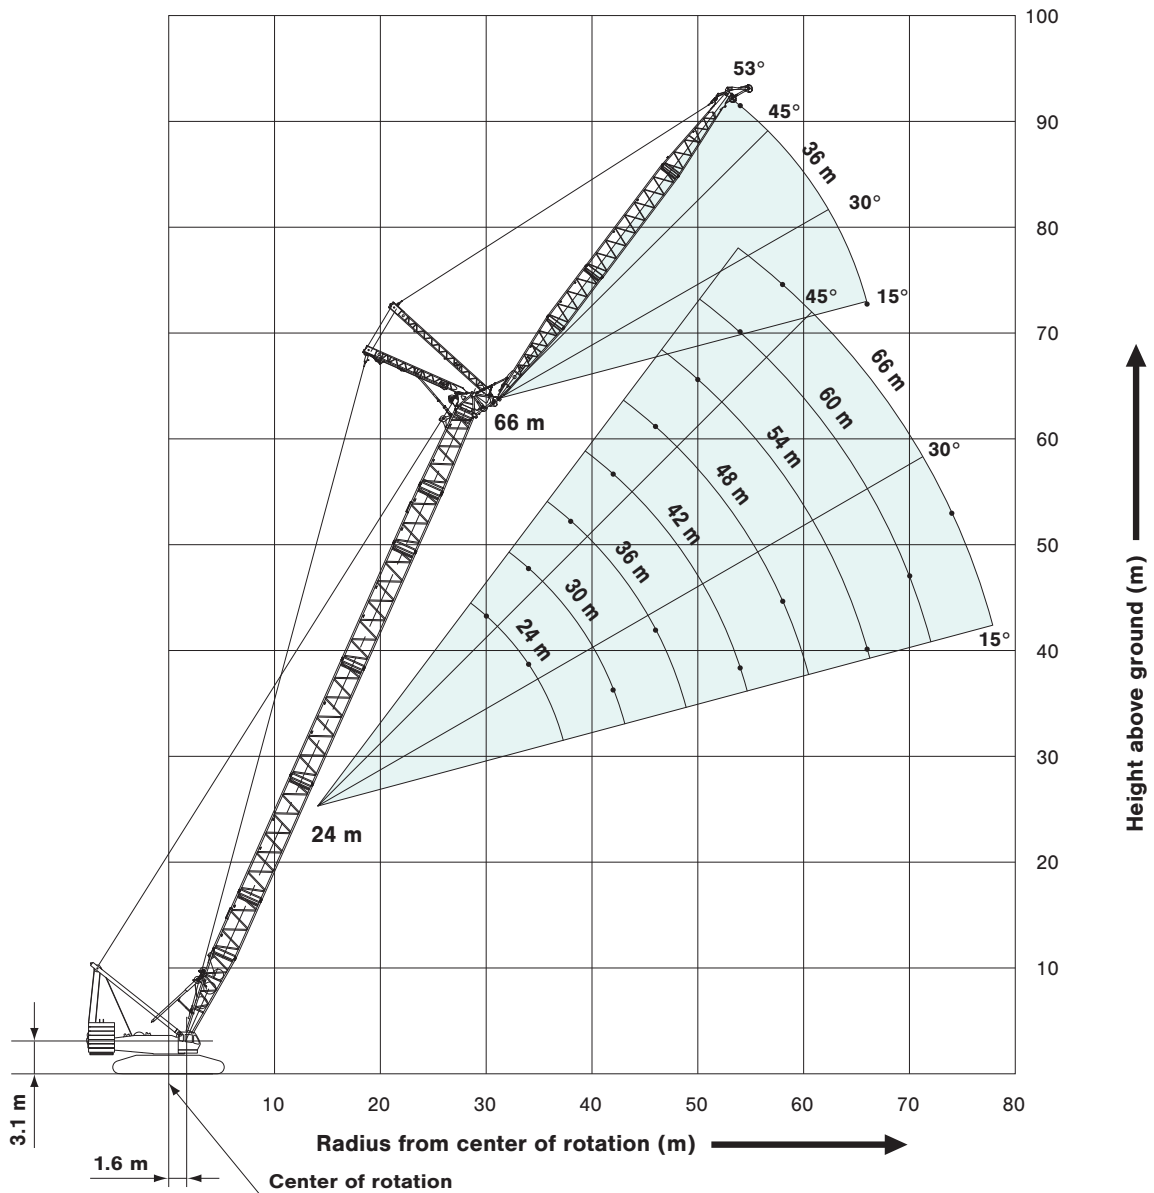 100
53°
45°
90
36 m
30°
80
45°
15°
70
66 m
60 m
66 m
60
54 m
30°
48 m
42 m
50
36 m
30 m
24 m
15°
40
30
24 m
20
10
Height above ground (m)
3.1 m
10 20 30 40 50 60 70 80
Radius from center of rotation (m)
1.6 m
Center of rotation